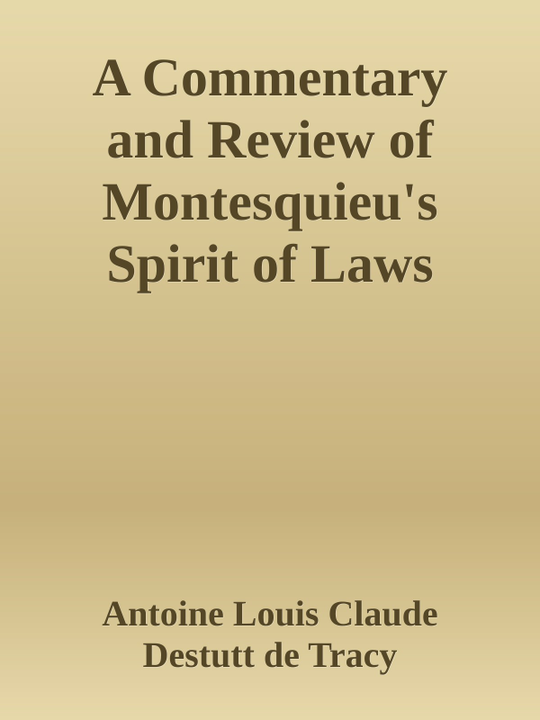 A Commentary
and Review of
Montesquieu's
Spirit of Laws
Antoine Louis Claude
Destutt de Tracy